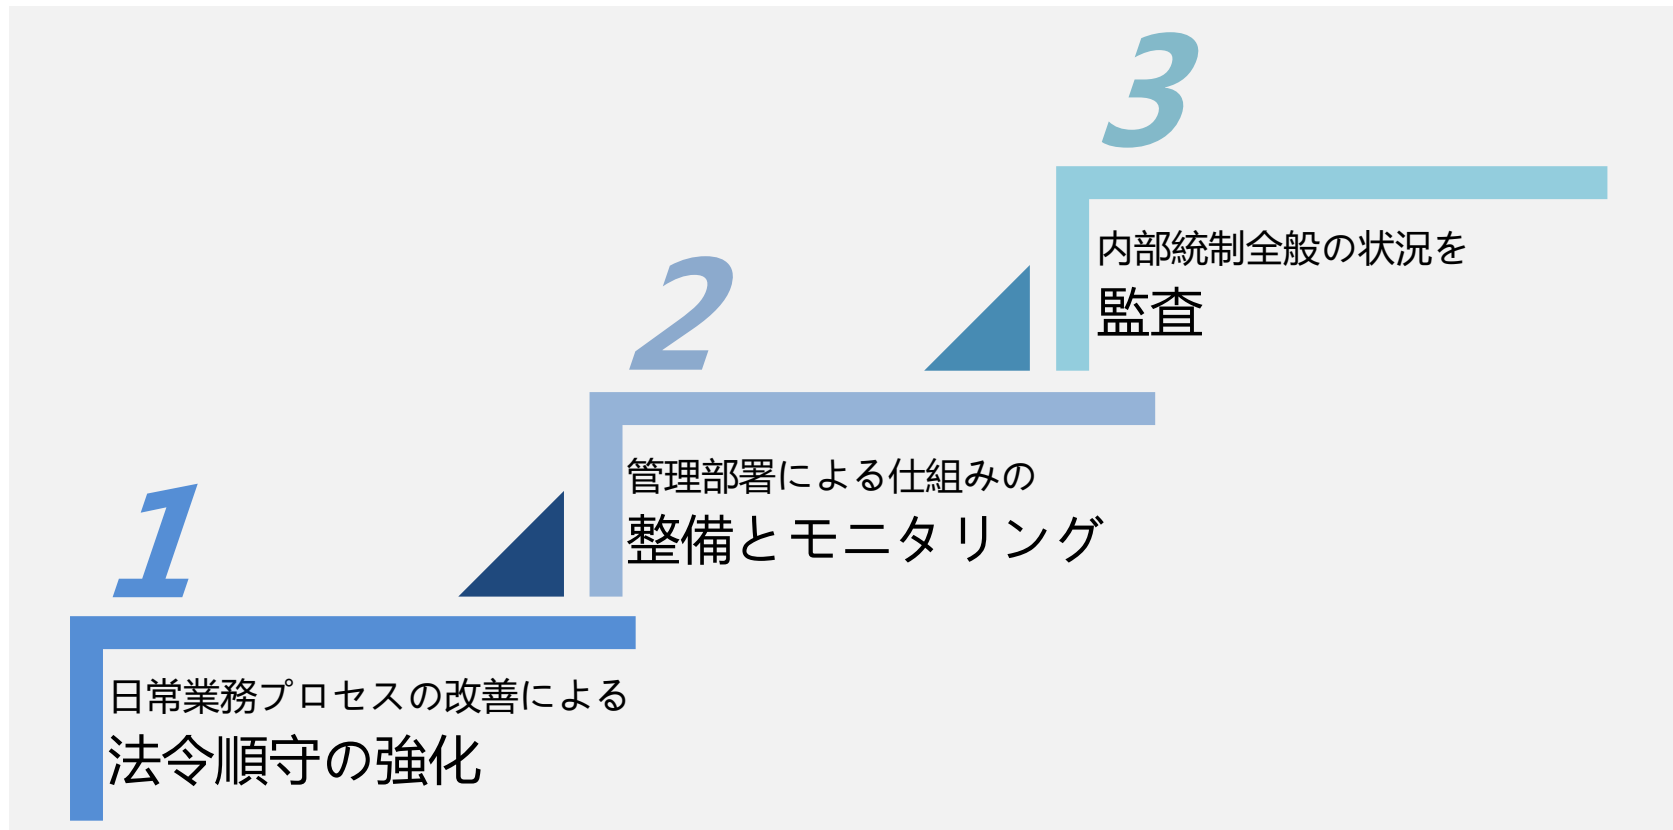 1
日常業務プロセスの改善による
法令順守の強化
2
管理部署による仕組みの
整備とモニタリング
3
内部統制全般の状況を
監査